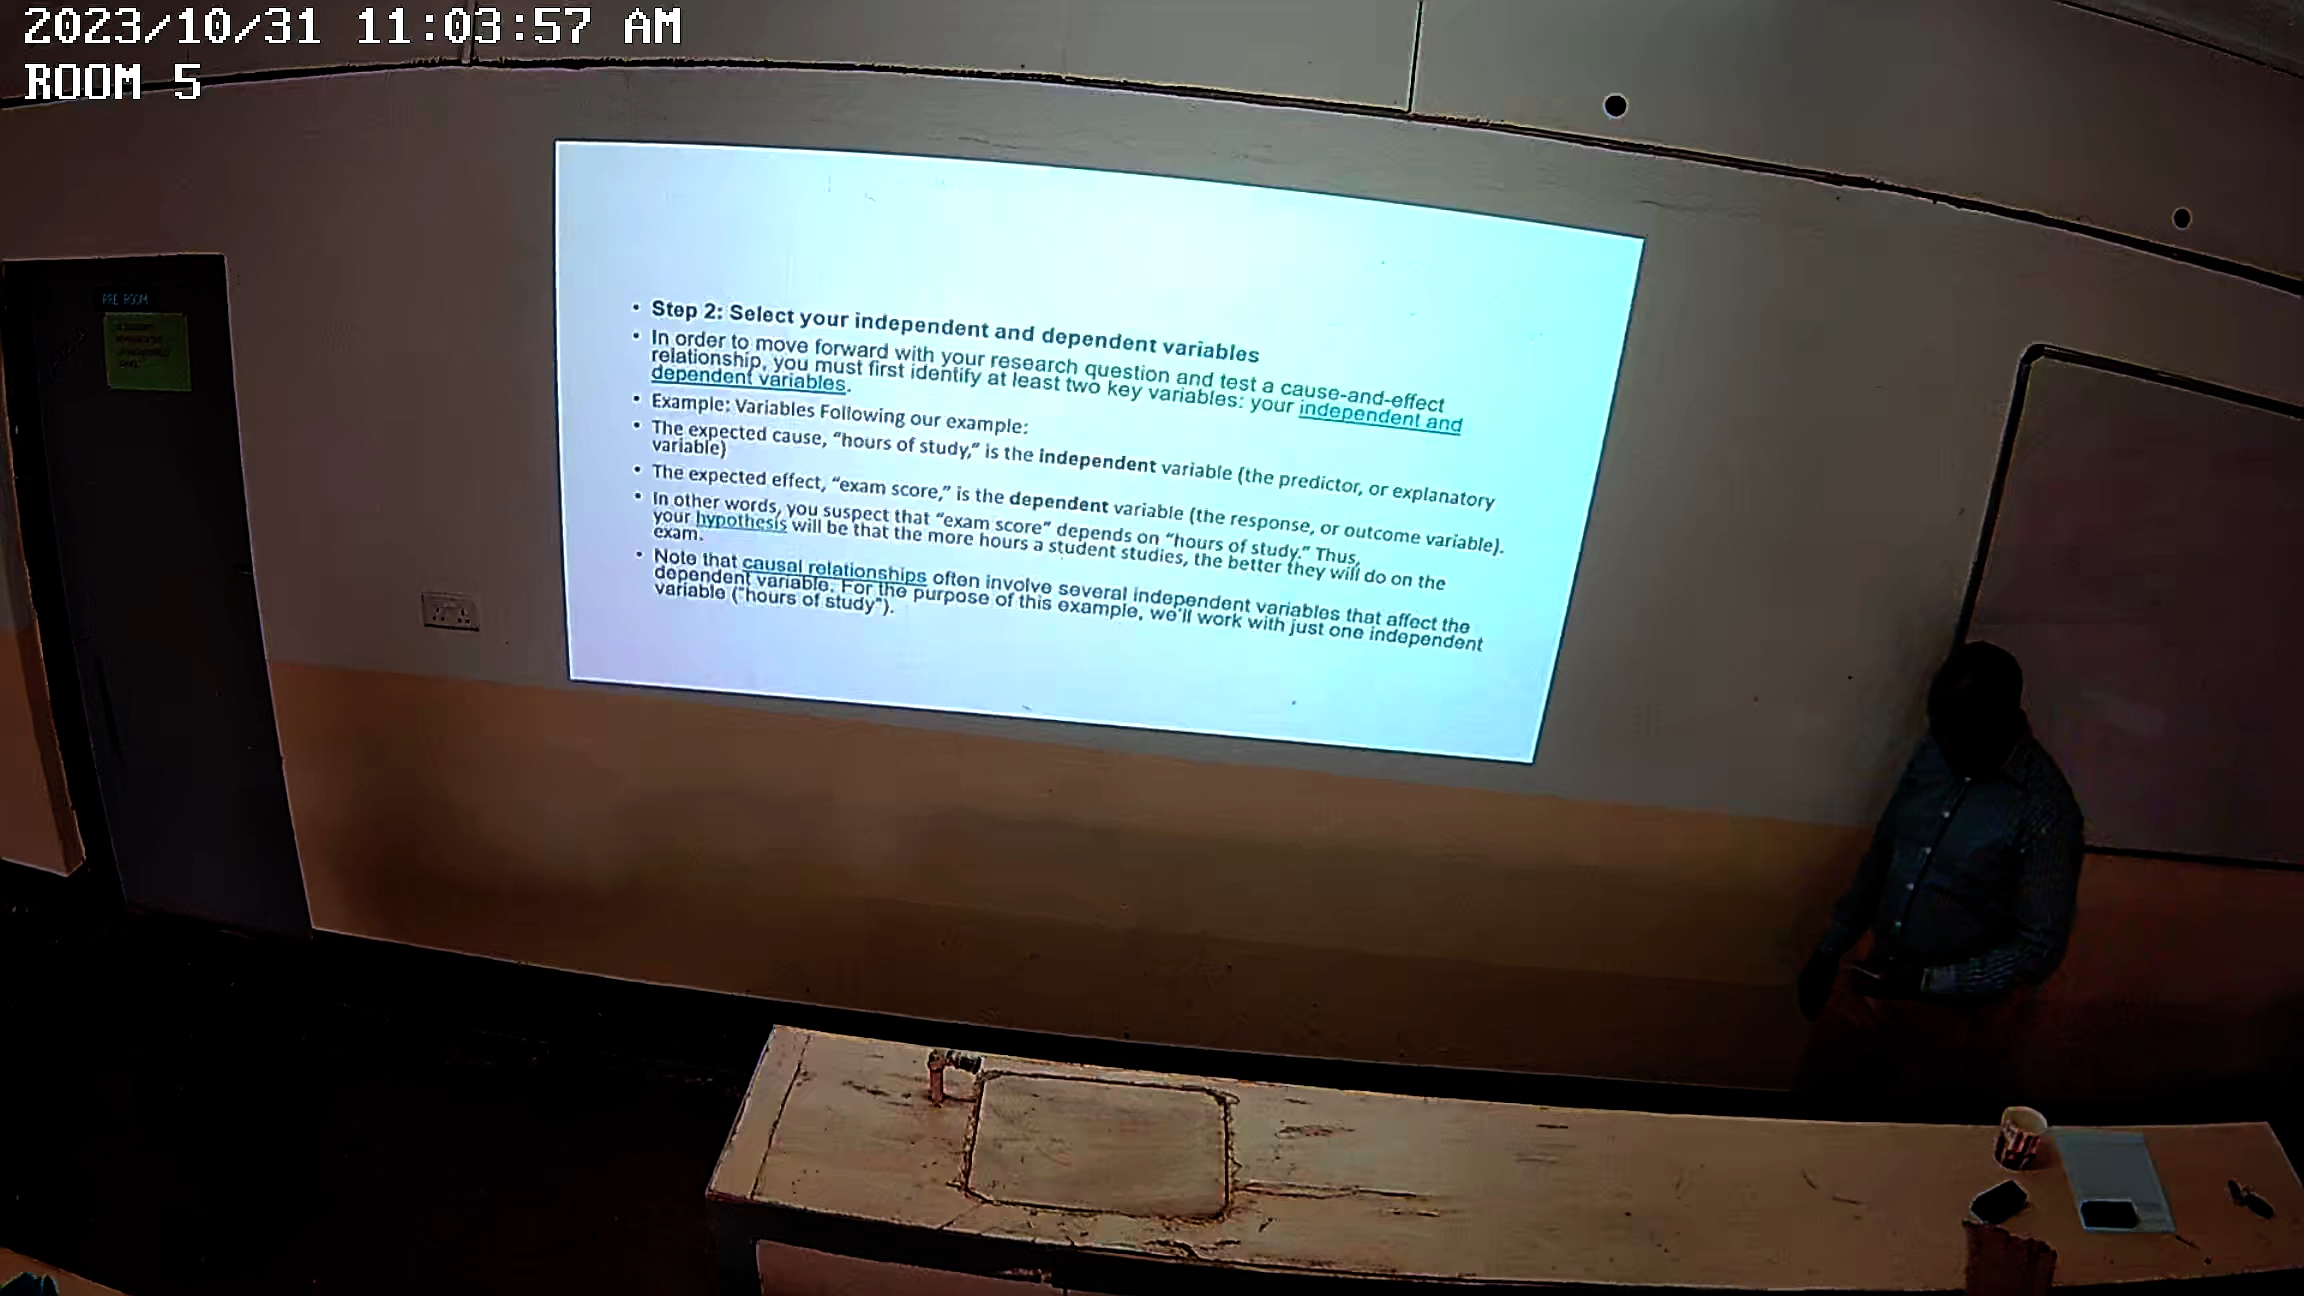 2023/10/31 11:03:57 AM
ROOM 5
PRE ROOM
• Step 2: Select your independent and dependent variables
• In order to move forward with your research question and test a cause-and-effect
relationship, you must first identify at least two key variables: your independent and
dependent variables.
• Example: Variables Following our example:
• The expected cause, “hours of study,” is the independent variable (the predictor, or explanatory
variable)
• The expected effect, “exam score,” is the dependent variable (the response, or outcome variable).
• In other words, you suspect that “exam score” depends on “hours of study.” Thus,
your hypothesis will be that the more hours a student studies, the better they will do on the
exam.
• Note that causal relationships often involve several independent variables that affect the
dependent variable. For the purpose of this example, we’ll work with just one independent
variable (“hours of study”).